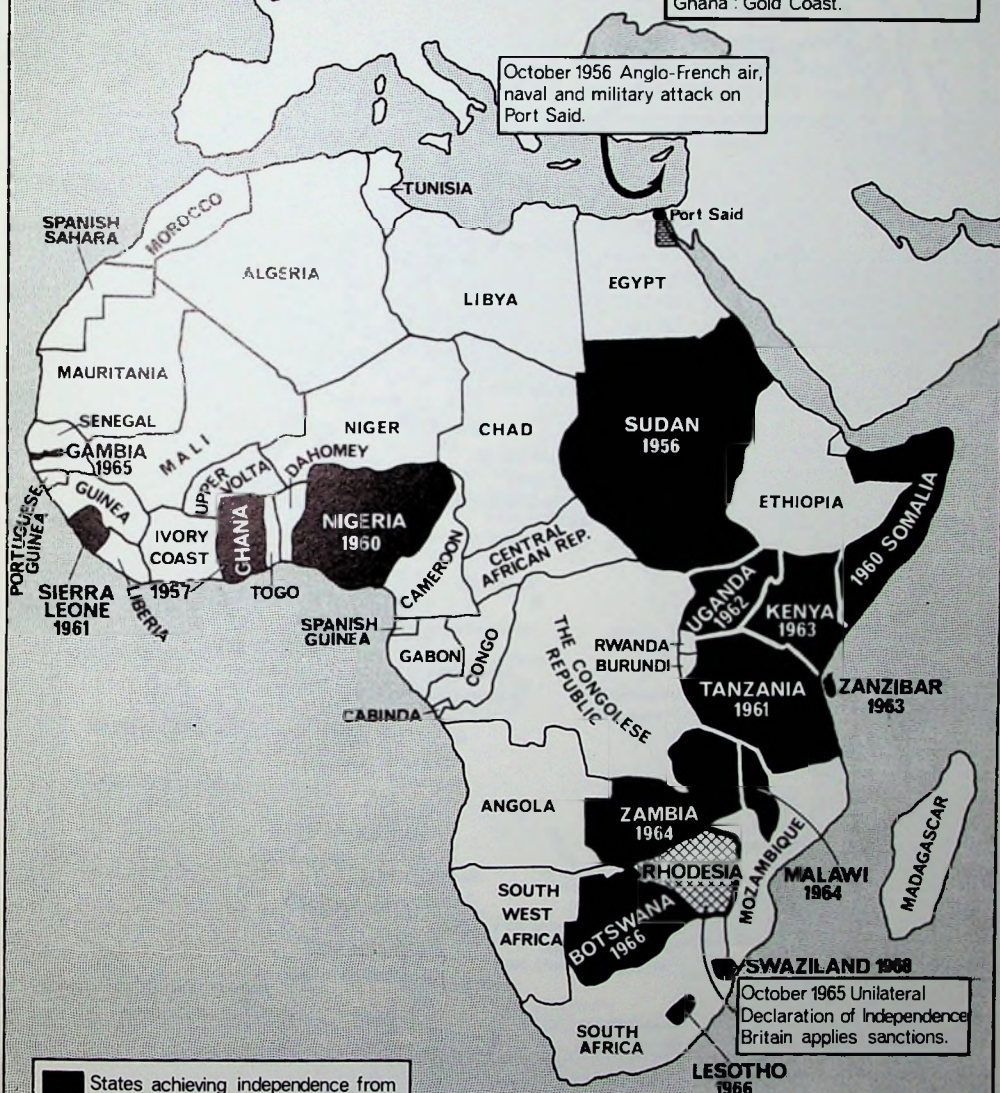 Ghana : Gold Coast.
October 1956 Anglo-French air,
naval and military attack on
Port Said.
TUNISIA
Port Said
SPANISH
SAHARA
MOROCCO
ALGERIA
LIBYA
EGYPT
MAURITANIA
SENEGAL
GAMBIA
1965
MALI
UPPER
VOLTA
DAHOMEY
NIGER
CHAD
SUDAN
1956
ETHIOPIA
1960 SOMALIA
PORTUGUESE
GUINEA
GUINEA
IVORY
COAST
GHANA
NIGERIA
1960
CAMEROON
CENTRAL
AFRICAN REP.
SIERRA
LEONE
1961
LIBERIA
1957
TOGO
UGANDA
1962
KENYA
1963
SPANISH
GUINEA
GABON
CONGO
THE CONGOLESE
REPUBLIC
RWANDA
BURUNDI
CABINDA
TANZANIA
1961
ZANZIBAR
1963
ANGOLA
ZAMBIA
1964
RHODESIA
MOZAMBIQUE
MALAWI
1964
MADAGASCAR
SOUTH
WEST
AFRICA
BOTSWANA
1966
SWAZILAND 1968
October 1965 Unilateral
Declaration of Independence
Britain applies sanctions.
SOUTH
AFRICA
LESOTHO
1966
States achieving independence from